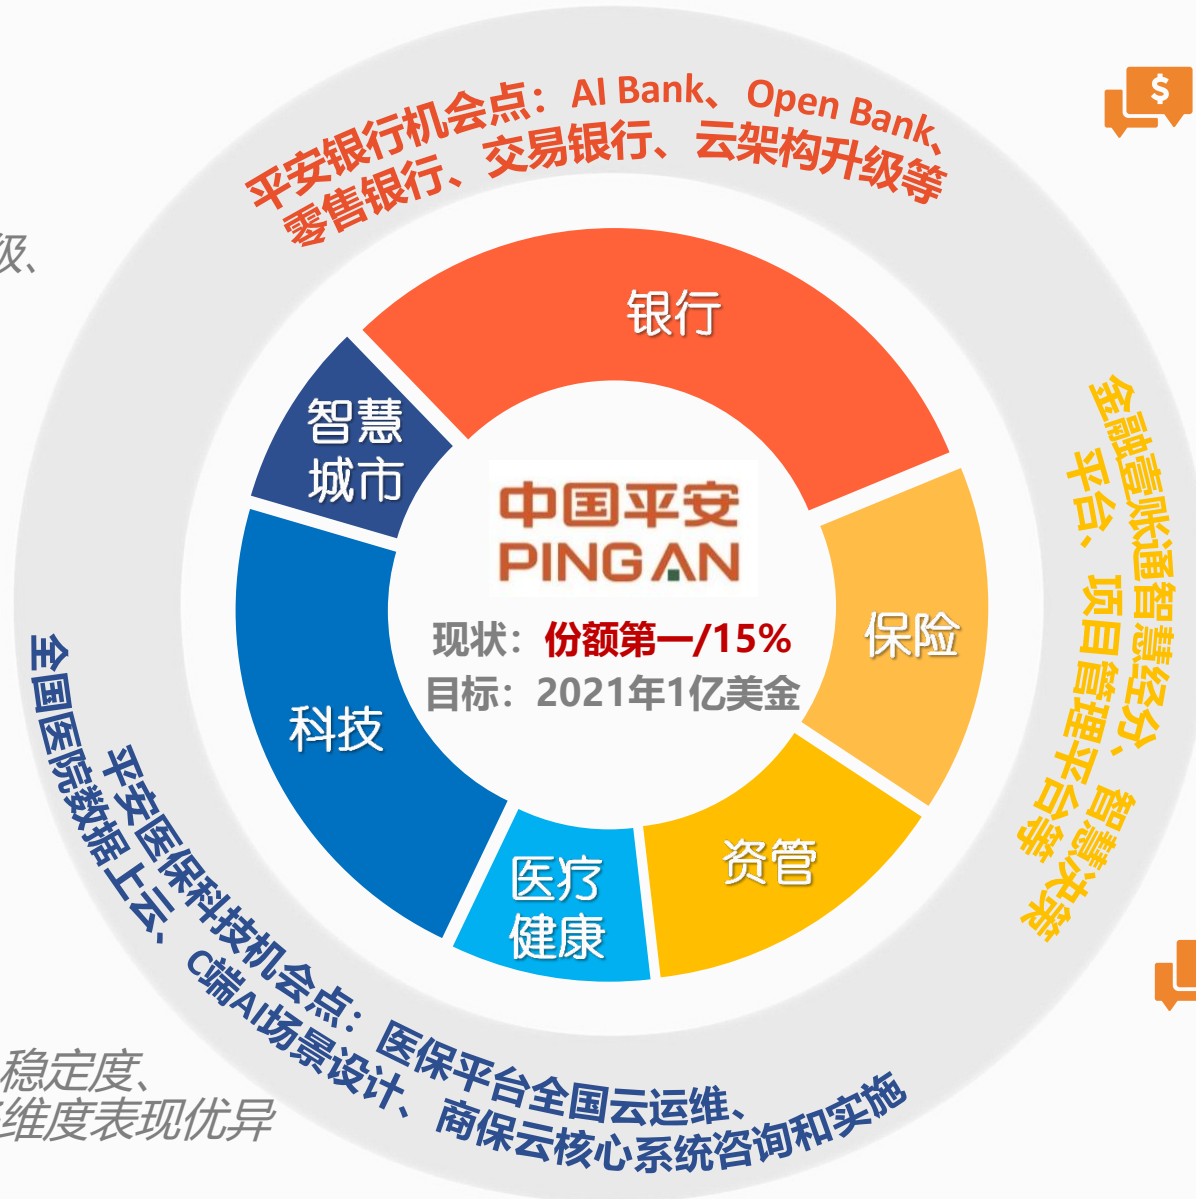 平安银行机会点：AI Bank、Open Bank、
零售银行、交易银行、云架构升级等
级、
银行
智慧
城市
中国平安
PING AN
现状：份额第一/15%
目标：2021年1亿美金
保险
科技
资管
医疗
健康
金融壹账通智慧经分、智慧决策
平台、项目管理平台等
平安医保科技机会点：医保平台全国云运维、
全国医院数据上云、C端AI场景设计、商保云核心系统咨询和实施
稳定度、
维度表现优异
$